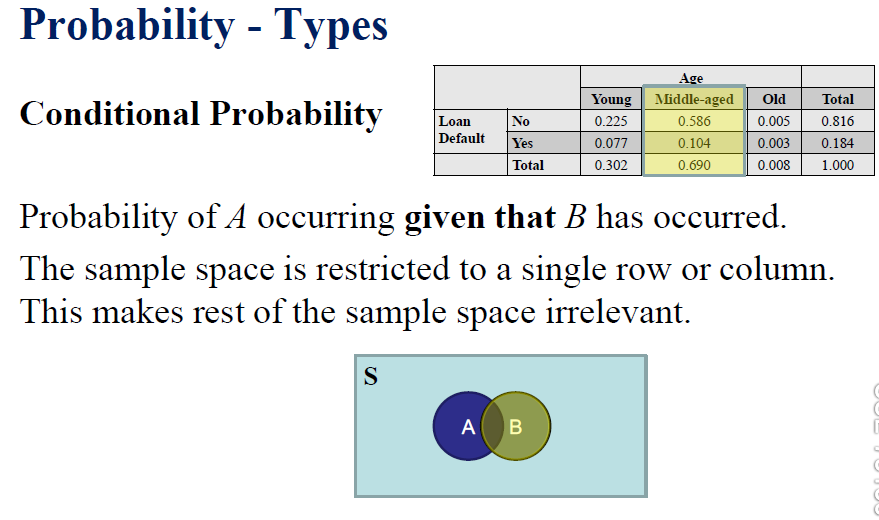 Probability - Types
Conditional Probability
Age
Young Middle-aged Old Total
Loan Default No 0.225 0.586 0.005 0.816
Yes 0.077 0.104 0.003 0.184
Total 0.302 0.690 0.008 1.000
Probability of A occurring given that B has occurred.
The sample space is restricted to a single row or column.
This makes rest of the sample space irrelevant.
S
A B